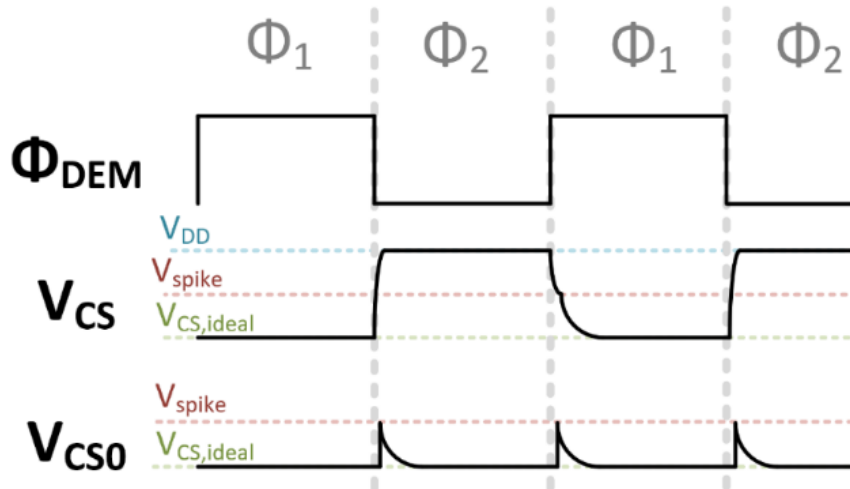 Φ1 Φ2 Φ1 Φ2
ΦDEM
VDD
Vspike
VCS
VCS,ideal
Vspike
VCS0
VCS,ideal